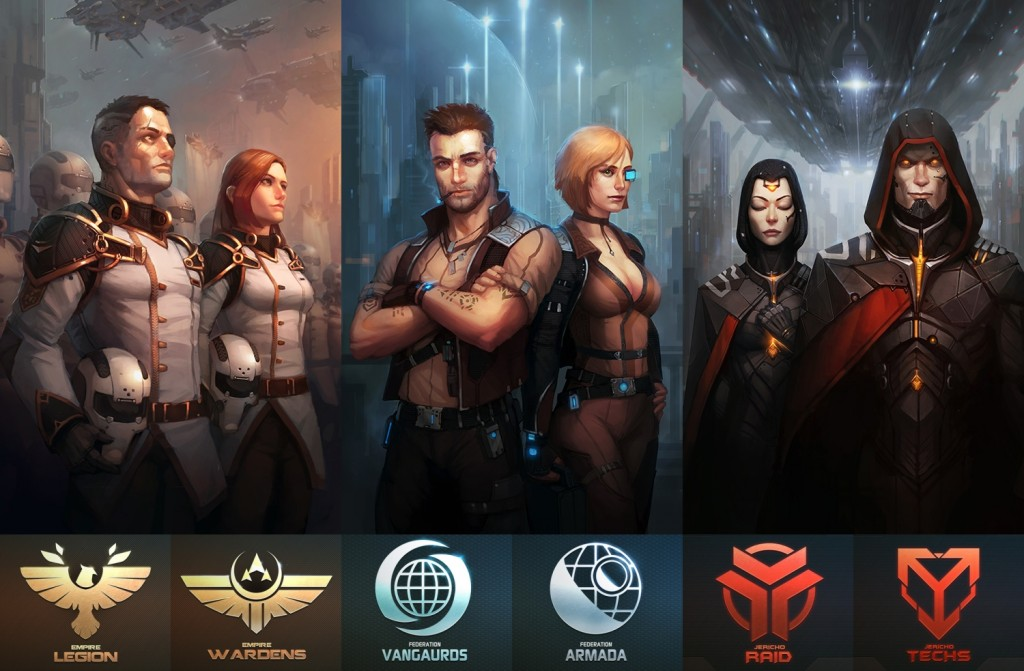 EMPIRE
LEGION
EMPIRE
WARDENS
FEDERATION
VANGAURDS
FEDERATION
ARMADA
JERICHO
RAID
JERICHO
TECHS